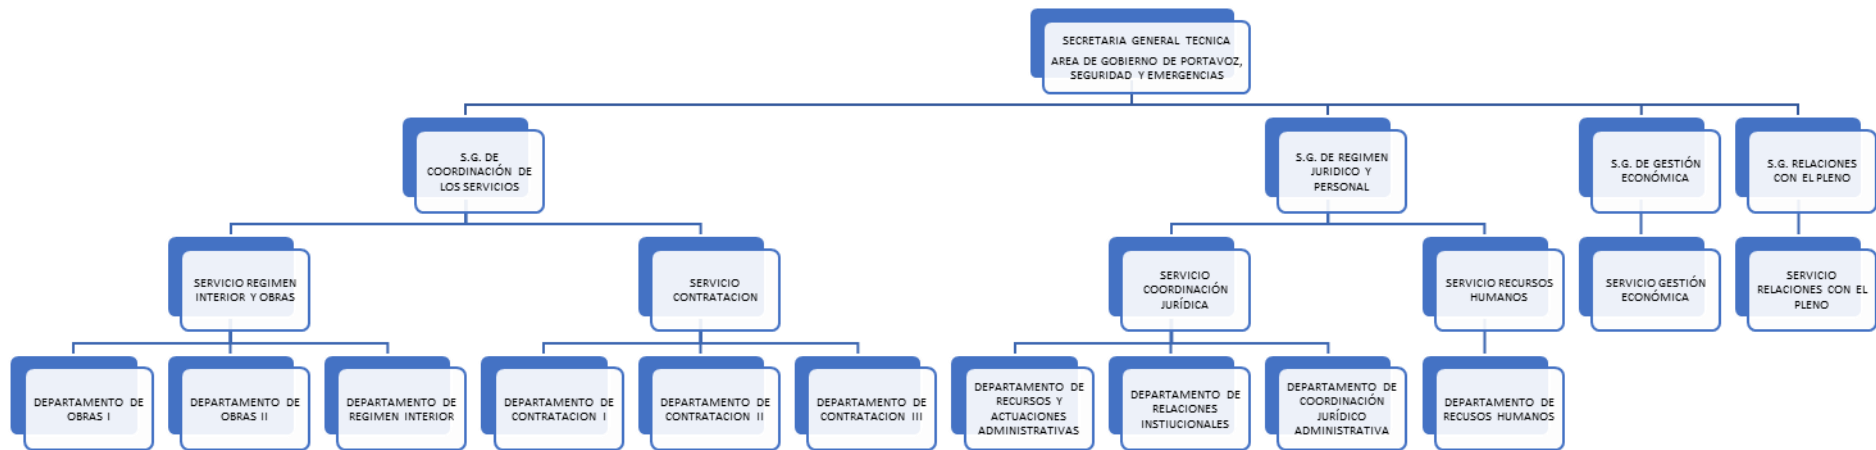 SECRETARIA GENERAL TECNICA
AREA DE GOBIERNO DE PORTAVOZ,
SEGURIDAD Y EMERGENCIAS
S.G. DE
COORDINACIÓN DE
LOS SERVICIOS
S.G. DE REGIMEN
JURIDICO Y
PERSONAL
S.G. DE GESTIÓN
ECONÓMICA
S.G. RELACIONES
CON EL PLENO
SERVICIO REGIMEN
INTERIOR Y OBRAS
SERVICIO
CONTRATACION
SERVICIO
COORDINACIÓN
JURÍDICA
SERVICIO RECURSOS
HUMANOS
SERVICIO GESTIÓN
ECONÓMICA
SERVICIO
RELACIONES CON EL
PLENO
DEPARTAMENTO DE
OBRAS I
DEPARTAMENTO DE
OBRAS II
DEPARTAMENTO DE
REGIMEN INTERIOR
DEPARTAMENTO DE
CONTRATACION I
DEPARTAMENTO DE
CONTRATACION II
DEPARTAMENTO DE
CONTRATACION III
DEPARTAMENTO DE
RECURSOS Y
ACTUACIONES
ADMINISTRATIVAS
DEPARTAMENTO DE
RELACIONES
INSTIUCIONALES
DEPARTAMENTO DE
COORDINACIÓN
JURÍDICO
ADMINISTRATIVA
DEPARTAMENTO DE
RECUSOS HUMANOS